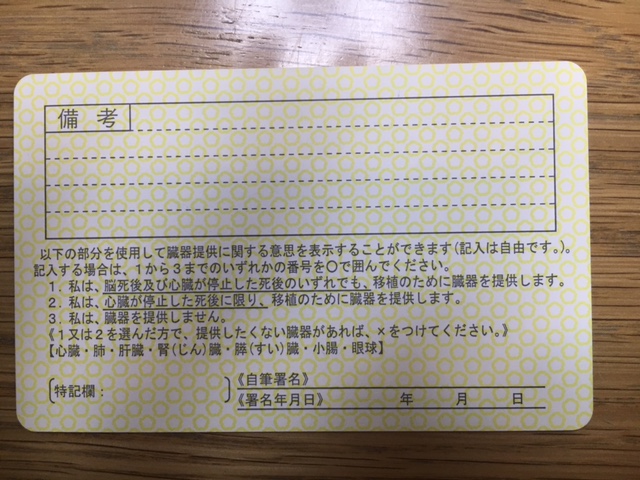 備考
以下の部分を使用して臓器提供に関する意思を表示することができます(記入は自由です。)。
記入する場合は、1から3までのいずれかの番号を〇で囲んでください。
1. 私は、脳死後及び心臓が停止した死後のいずれでも、移植のために臓器を提供します。
2. 私は、心臓が停止した死後に限り、移植のために臓器を提供します。
3. 私は、臓器を提供しません。
《1又は2を選んだ方で、提供したくない臓器があれば、×をつけてください。》
【心臓・肺・肝臓・腎(じん)臓・膵(すい)臓・小腸・眼球】
〔特記欄: 〕《自筆署名》
《署名年月日》 年 月 日